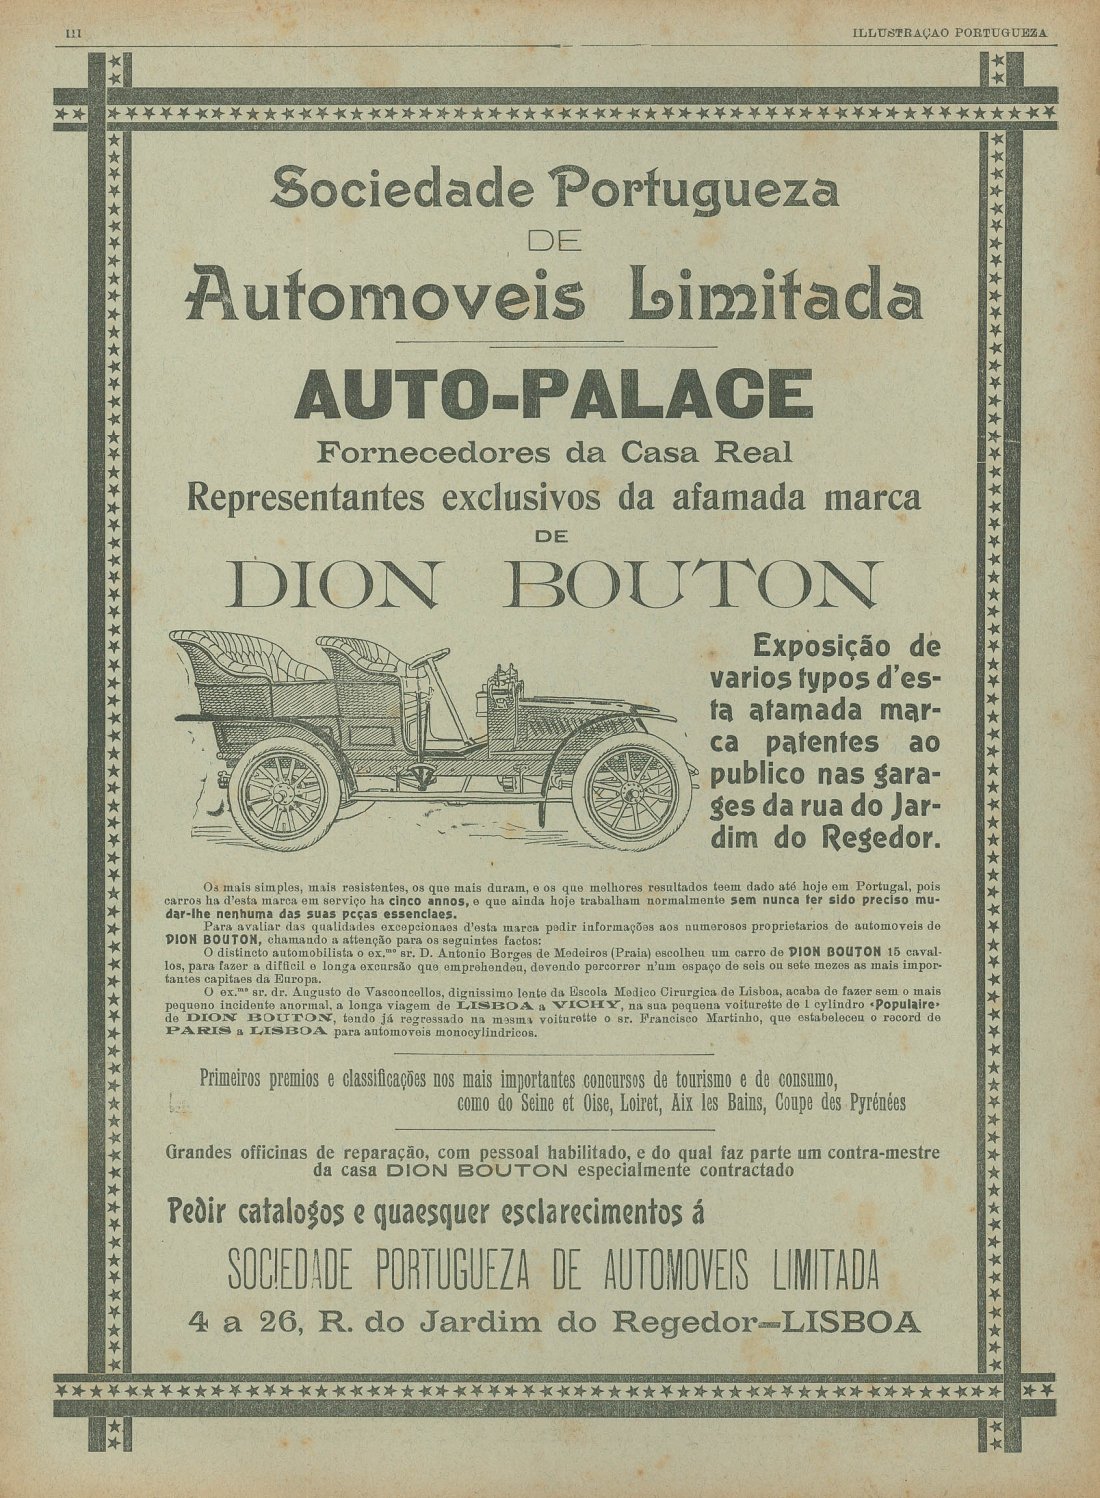 III
ILLUSTRAÇAO PORTUGUEZA
Sociedade Portugueza
DE
Automoveis Limitada
AUTO-PALACE
Fornecedores da Casa Real
Representantes exclusivos da afamada marca
DE
DION BOUTON
Exposição de
varios typos d'es-
ta afamada mar-
ca patentes ao
publico nas gara-
ges da rua do Jar-
dim do Regedor.
Os mais simples, mais resistentes, os que mais duram, e os que melhores resultados teem dado até hoje em Portugal, pois
carros ha d'esta marca em serviço ha cinco annos, e que ainda hoje trabalham normalmente sem nunca ter sido preciso mu-
dar-lhe nenhuma das suas peças essenciaes.
Para avaliar das qualidades excepcionaes d'esta marca pedir informações aos numerosos proprietarios de automoveis de
DION BOUTON, chamando a attenção para os seguintes factos:
O distincto automobilista o ex.mo sr. D. Antonio Borges de Medeiros (Praia) escolheu um carro de DION BOUTON 15 caval-
los, para fazer a difficil e longa excursão que emprehendeu, devendo percorrer n'um espaço de seis ou sete mezes as mais impor-
tantes capitaes da Europa.
O ex.mo sr. dr. Augusto de Vasconcellos, dignissimo lente da Escola Medico Cirurgica de Lisboa, acaba de fazer sem o mais
pequeno incidente anormal, a longa viagem de LISBOA a VICHY, na sua pequena voiturette de 1 cylindro «Populaire»
de DION BOUTON, tendo já regressado na mesma voiturette o sr. Francisco Martinho, que estabeleceu o record de
PARIS a LISBOA para automoveis monocylindricos.
Primeiros premios e classificações nos mais importantes concursos de tourismo e de consumo,
como do Seine et Oise, Loiret, Aix les Bains, Coupe des Pyrénées
Grandes officinas de reparação, com pessoal habilitado, e do qual faz parte um contra-mestre
da casa DION BOUTON especialmente contractado
Pedir catalogos e quaesquer esclarecimentos á
SOCIEDADE PORTUGUEZA DE AUTOMOVEIS LIMITADA
4 a 26, R. do Jardim do Regedor—LISBOA